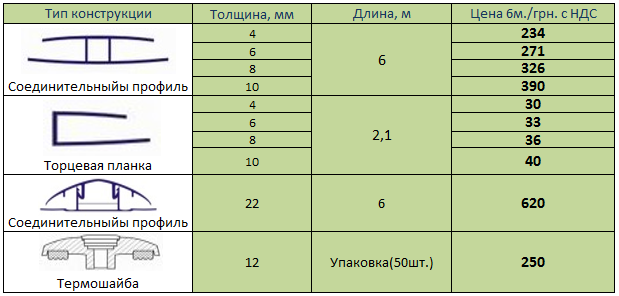 Тип конструкции Толщина, мм Длина, м Цена 6м./грн. с НДС
4 234
6 271
8 326
Соединительныйы профиль 10 6 390
4 30
6 33
8 36
Торцевая планка 10 2,1 40
Соединительныйы профиль 22 6 620
Термошайба 12 Упаковка(50шт.) 250